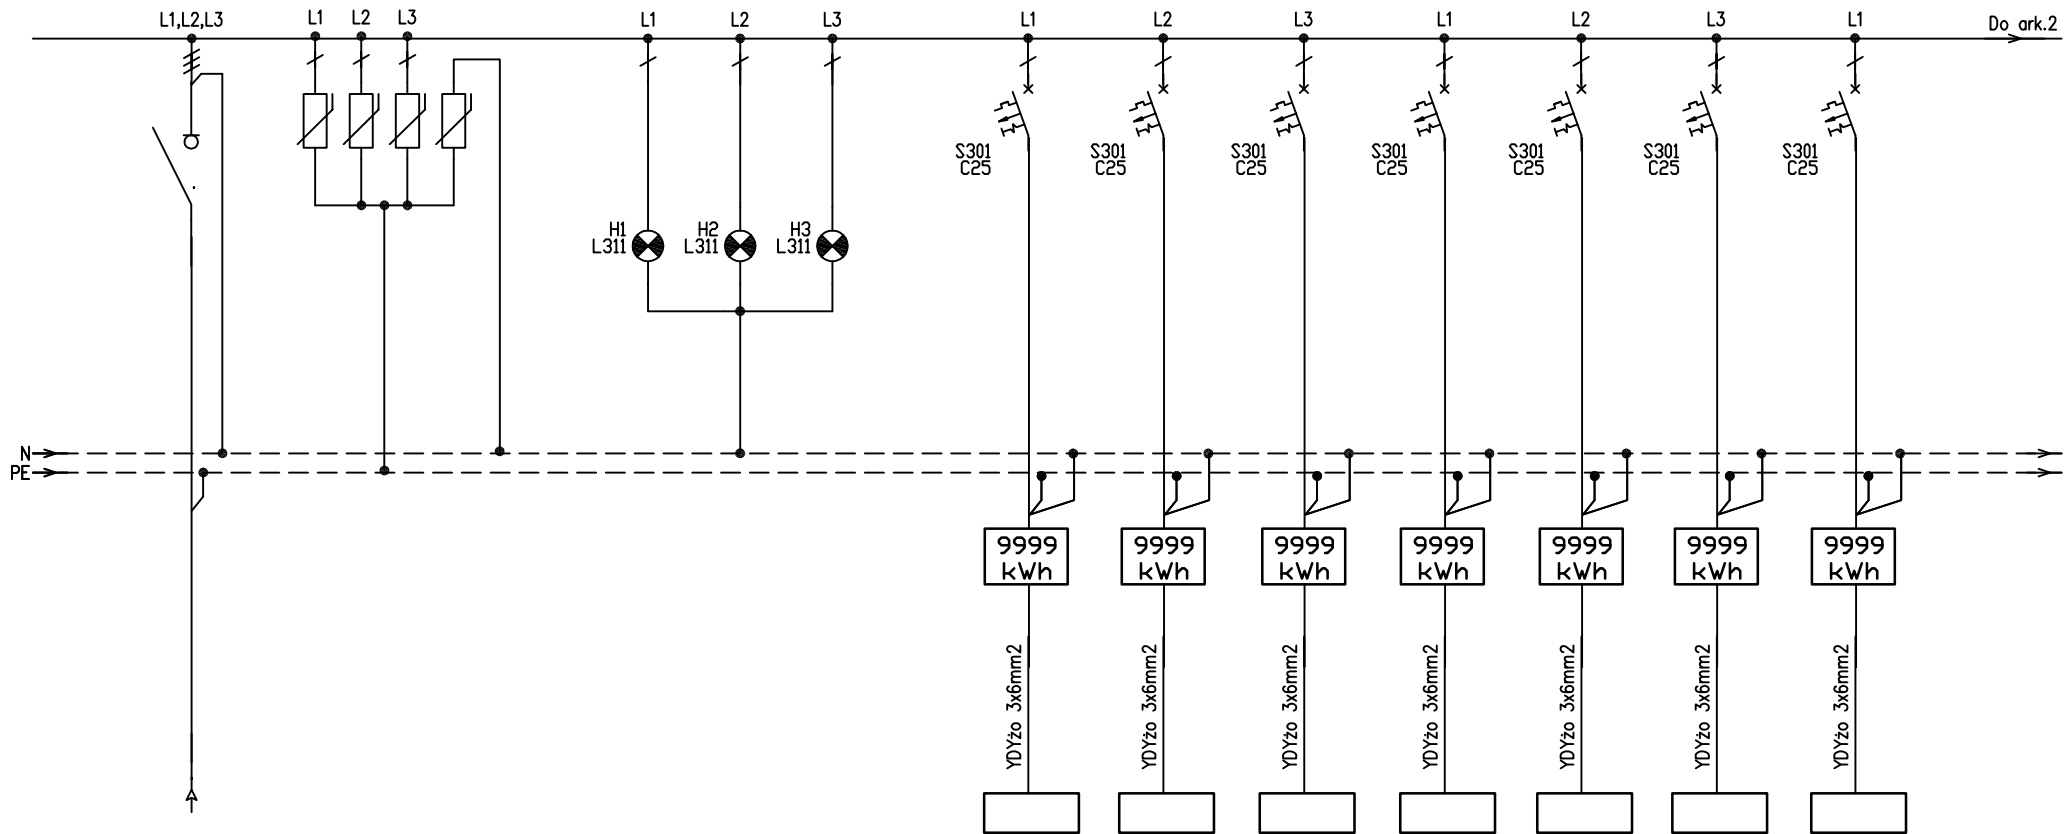 L1,L2,L3
L1
L2
L3
L1
L2
L3
L1
L2
L3
L1
L2
L3
L1
Do ark.2
S301
C25
S301
C25
S301
C25
S301
C25
S301
C25
S301
C25
S301
C25
H1
L311
H2
L311
H3
L311
N
PE
9999
kWh
9999
kWh
9999
kWh
9999
kWh
9999
kWh
9999
kWh
9999
kWh
YDYżo 3x6mm2
YDYżo 3x6mm2
YDYżo 3x6mm2
YDYżo 3x6mm2
YDYżo 3x6mm2
YDYżo 3x6mm2
YDYżo 3x6mm2